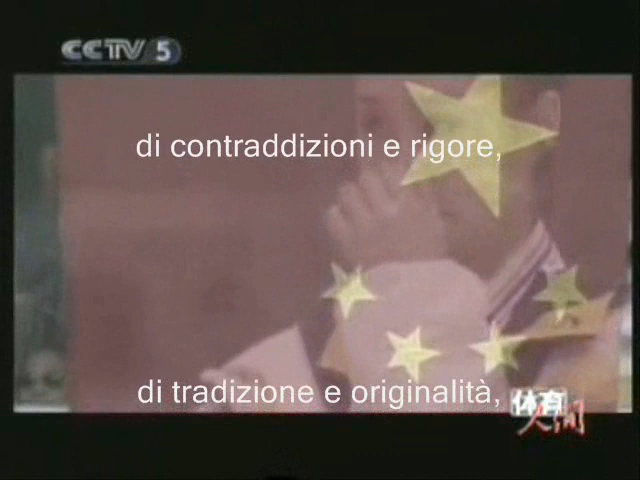 CCTV 5
di contraddizioni e rigore,
di tradizione e originalità,
体育
人间